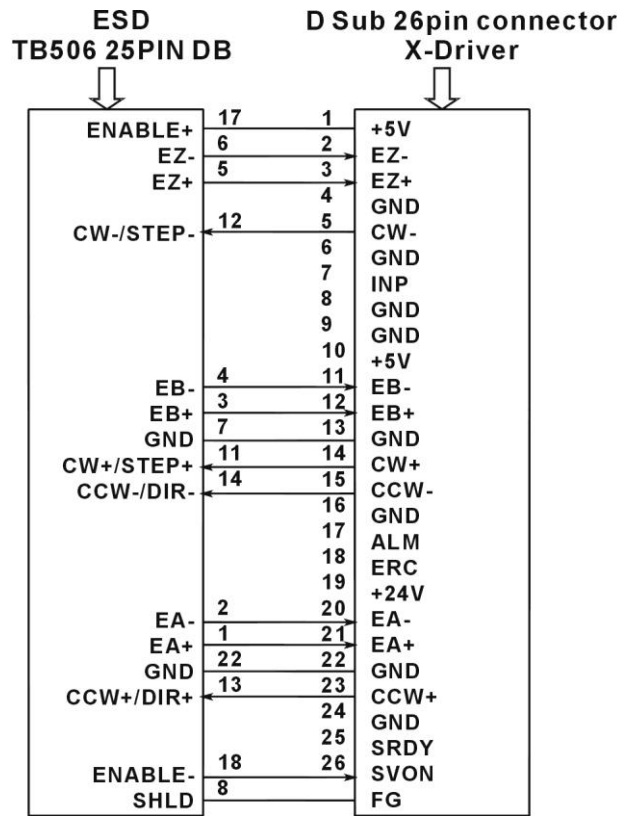 ESD
TB506 25PIN DB
D Sub 26pin connector
X-Driver
ENABLE+ 17 1 +5V
EZ- 6 2 EZ-
EZ+ 5 3 EZ+
4 GND
CW-/STEP- 12 5 CW-
6 GND
7 INP
8 GND
9 GND
10 +5V
EB- 4 11 EB-
EB+ 3 12 EB+
GND 7 13 GND
CW+/STEP+ 11 14 CW+
CCW-/DIR- 14 15 CCW-
16 GND
17 ALM
18 ERC
19 +24V
EA- 2 20 EA-
EA+ 1 21 EA+
GND 22 22 GND
CCW+/DIR+ 13 23 CCW+
24 GND
25 SRDY
ENABLE- 18 26 SVON
SHLD 8 FG